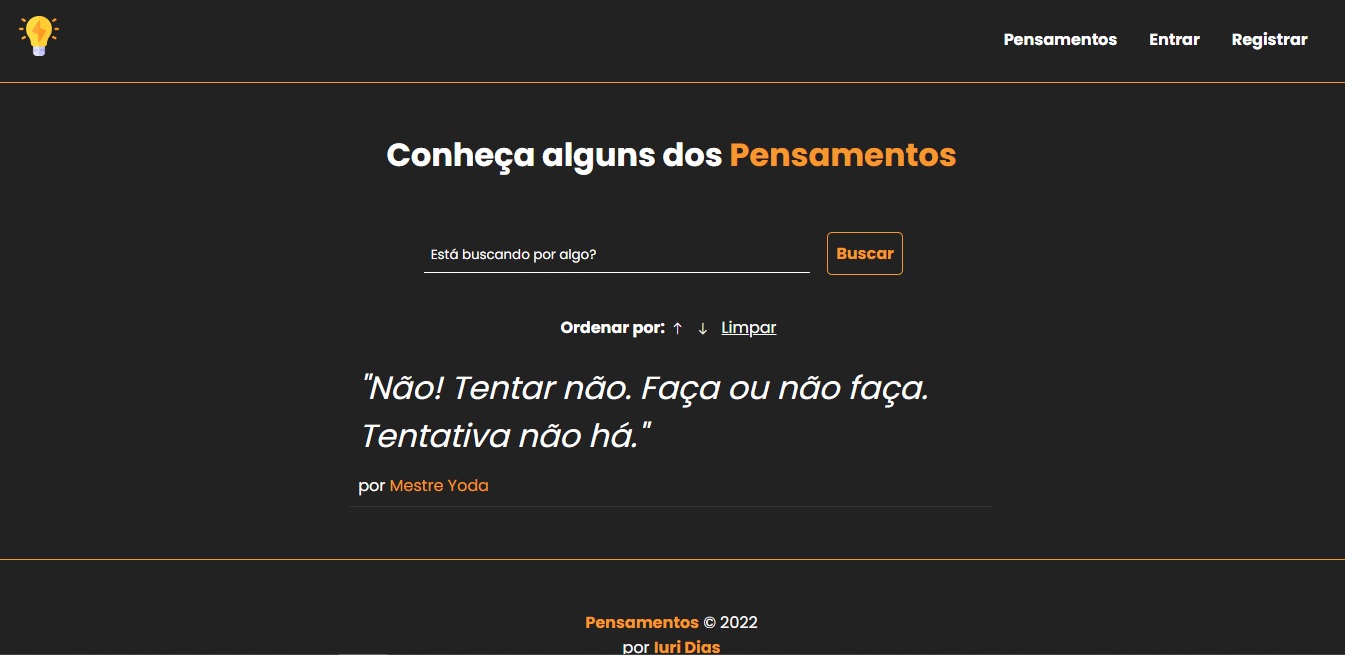 Pensamentos Entrar Registrar
Conheça alguns dos Pensamentos
Está buscando por algo? Buscar
Ordenar por: ↑ ↓ Limpar
"Não! Tentar não. Faça ou não faça.
Tentativa não há."
por Mestre Yoda
Pensamentos © 2022
por Iuri Dias